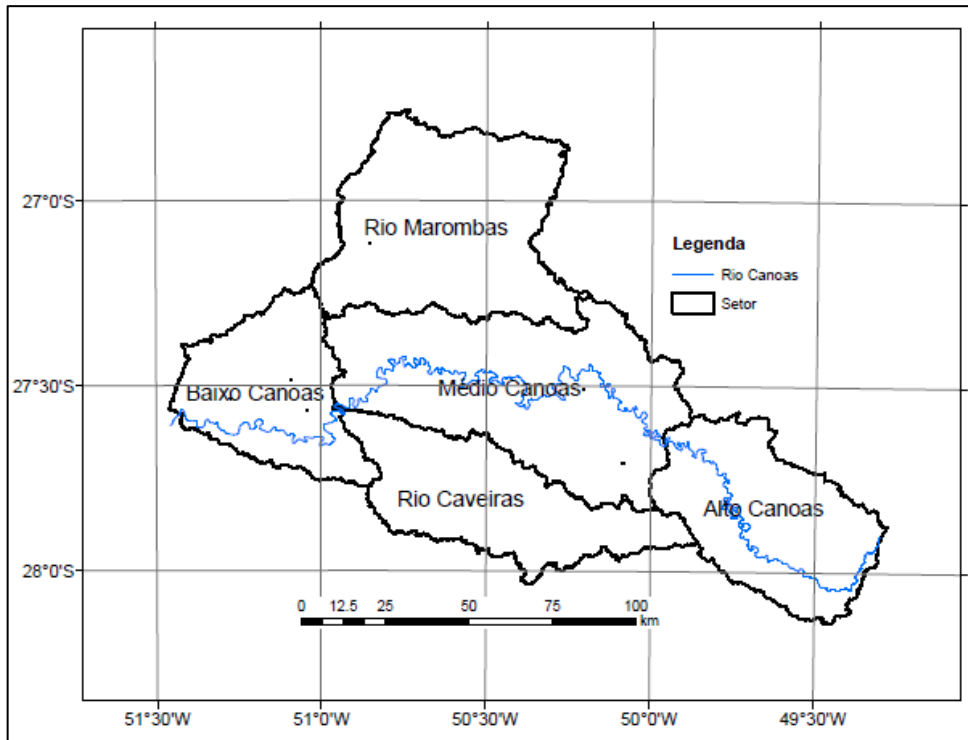 27°0'S
Rio Marombas
Legenda
Rio Canoas
Setor
27°30'S
Baixo Canoas
Médio Canoas
Rio Caveiras
Alto Canoas
28°0'S
0 12.5 25 50 75 100
km
51°30'W 51°0'W 50°30'W 50°0'W 49°30'W